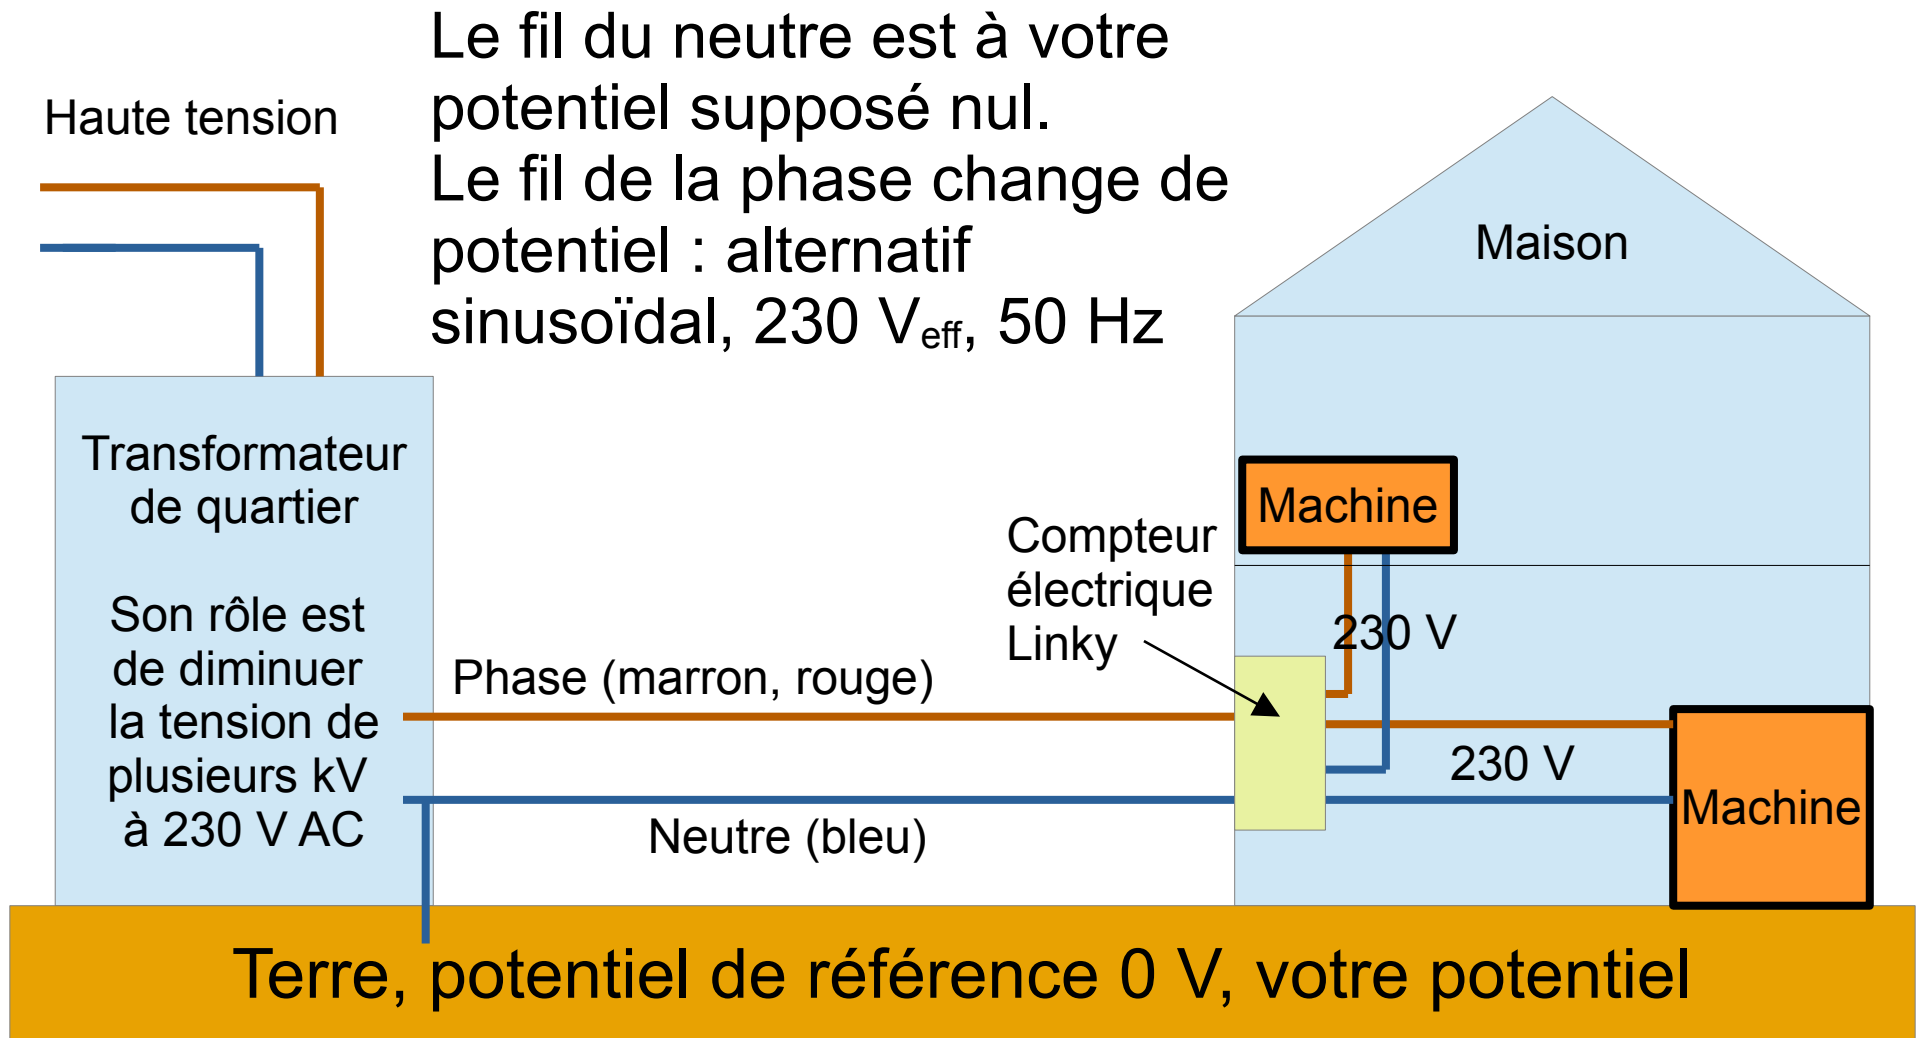 Le fil du neutre est à votre
potentiel supposé nul.
Le fil de la phase change de
potentiel : alternatif
sinusoïdal, 230 Veff, 50 Hz
Haute tension
Maison
Transformateur
de quartier
Son rôle est
de diminuer
la tension de
plusieurs kV
à 230 V AC
Machine
Compteur
électrique
Linky
230 V
Phase (marron, rouge)
230 V
Machine
Neutre (bleu)
Terre, potentiel de référence 0 V, votre potentiel